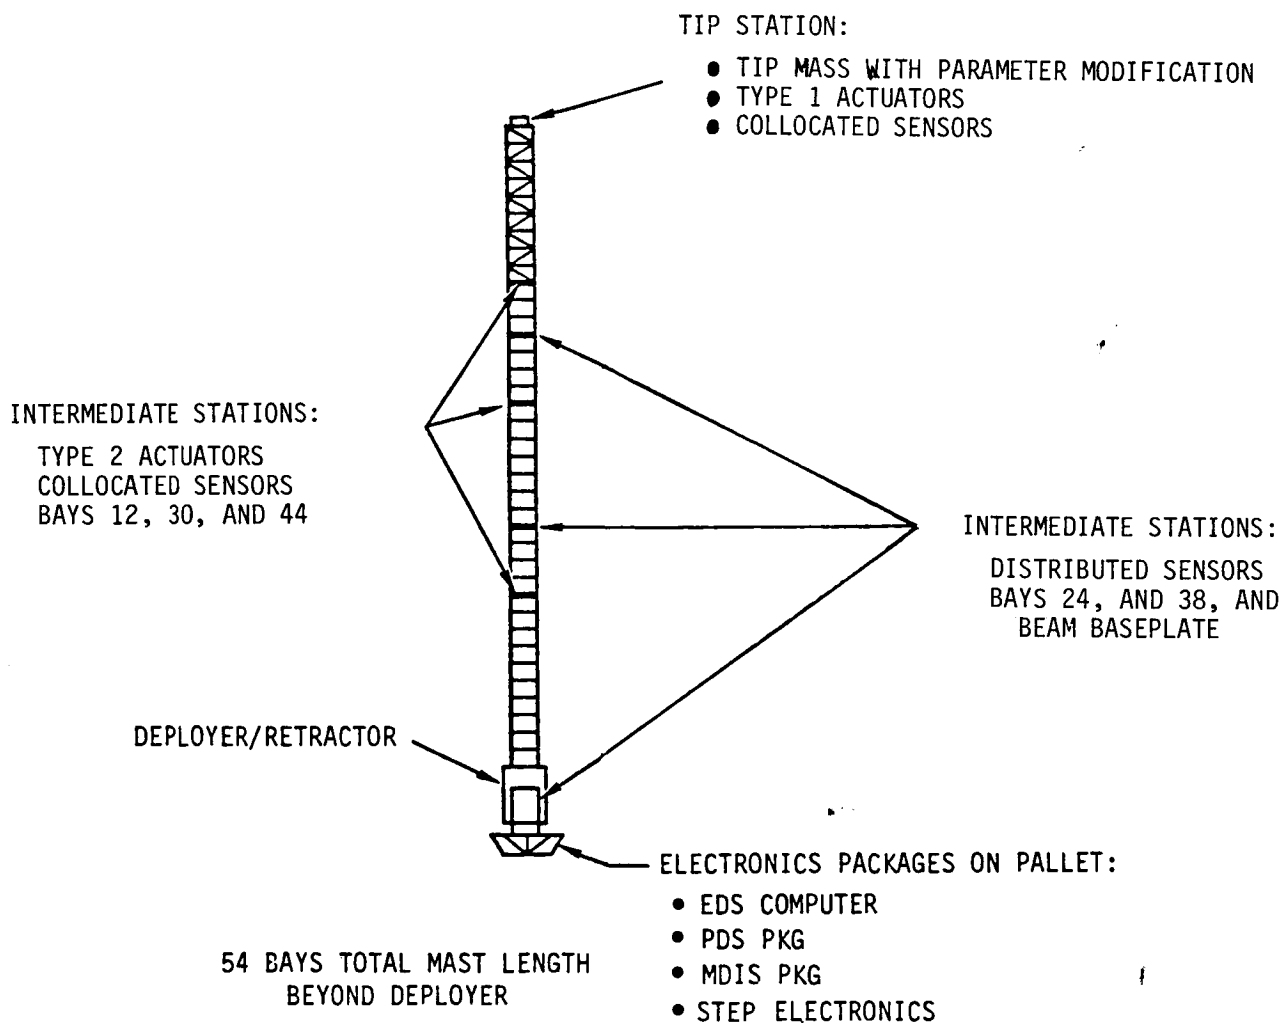 TIP STATION:
● TIP MASS WITH PARAMETER MODIFICATION
● TYPE 1 ACTUATORS
● COLLOCATED SENSORS
INTERMEDIATE STATIONS:
TYPE 2 ACTUATORS
COLLOCATED SENSORS
BAYS 12, 30, AND 44
INTERMEDIATE STATIONS:
DISTRIBUTED SENSORS
BAYS 24, AND 38, AND
BEAM BASEPLATE
DEPLOYER/RETRACTOR
ELECTRONICS PACKAGES ON PALLET:
● EDS COMPUTER
● PDS PKG
● MDIS PKG
● STEP ELECTRONICS
54 BAYS TOTAL MAST LENGTH
BEYOND DEPLOYER